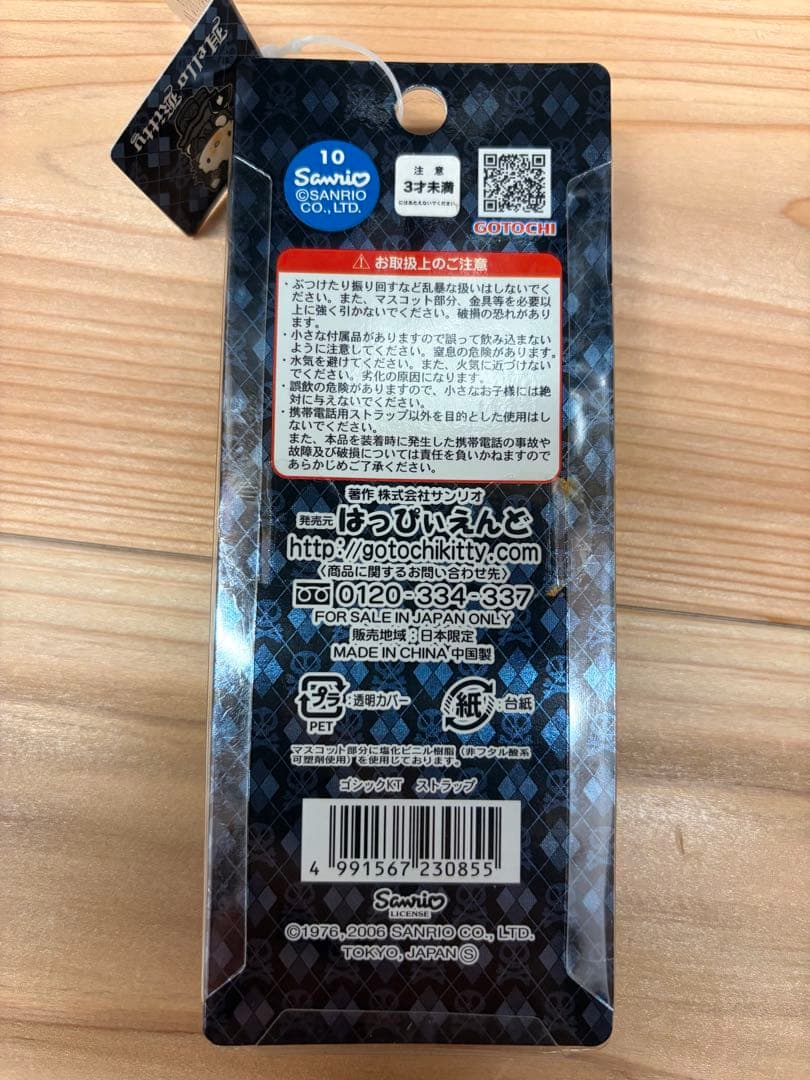 Hello Kitty
10
Sanrio
©SANRIO
CO., LTD.
注 意
3才未満
にはあたえないでください。
GOTOCHI
⚠ お取扱上のご注意
・ぶつけたり振り回すなど乱暴な扱いはしないでくだ
さい。また、マスコット部分、金具等を必要以
上に強く引かないでください。破損の恐れがあり
ます。
・小さな付属品がありますので誤って飲み込まない
ように注意してください。窒息の危険があります。
・水気を避けてください。また、火気に近づけない
でください。劣化の原因になります。
・誤飲の危険がありますので、小さなお子様には絶
対に与えないでください。
・携帯電話用ストラップ以外を目的とした使用はし
ないでください。
また、本品を装着時に発生した携帯電話の事故や
故障及び破損については責任を負いかねますので
あらかじめご了承ください。
著作 株式会社サンリオ
発売元 はっぴぃえんど
http://gotochikitty.com
〈商品に関するお問い合わせ先〉
0120-334-337
FOR SALE IN JAPAN ONLY
販売地域：日本限定
MADE IN CHINA 中国製
プラ：透明カバー
PET
紙：台紙
マスコット部分に塩化ビニル樹脂（非フタル酸系
可塑剤使用）を使用しております。
ゴシックKT ストラップ
4 991567 230855
Sanrio
LICENSE
©1976, 2006 SANRIO CO., LTD.
TOKYO, JAPAN Ⓢ